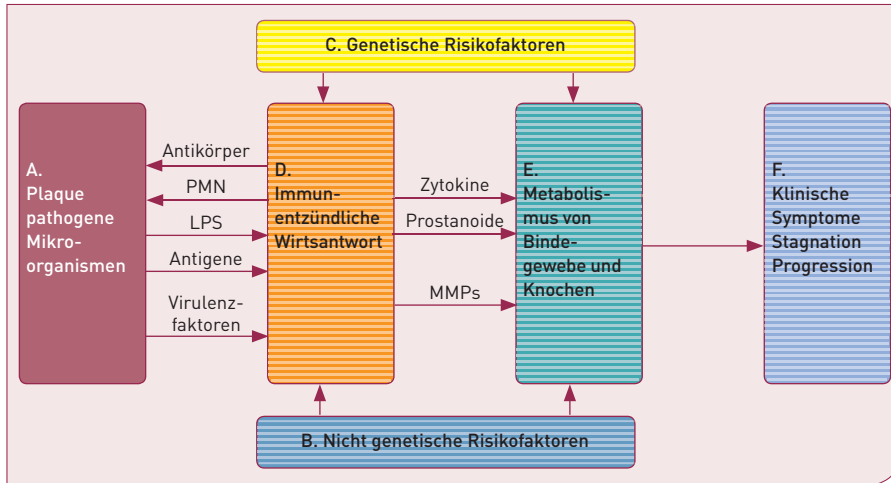 C. Genetische Risikofaktoren
A.
Plaque
pathogene
Mikro-
organismen
Antikörper
PMN
LPS
Antigene
Virulenz-
faktoren
D.
Immun-
entzündliche
Wirtsantwort
Zytokine
Prostanoide
MMPs
E.
Metabolis-
mus von
Binde-
gewebe und
Knochen
F.
Klinische
Symptome
Stagnation
Progression
B. Nicht genetische Risikofaktoren